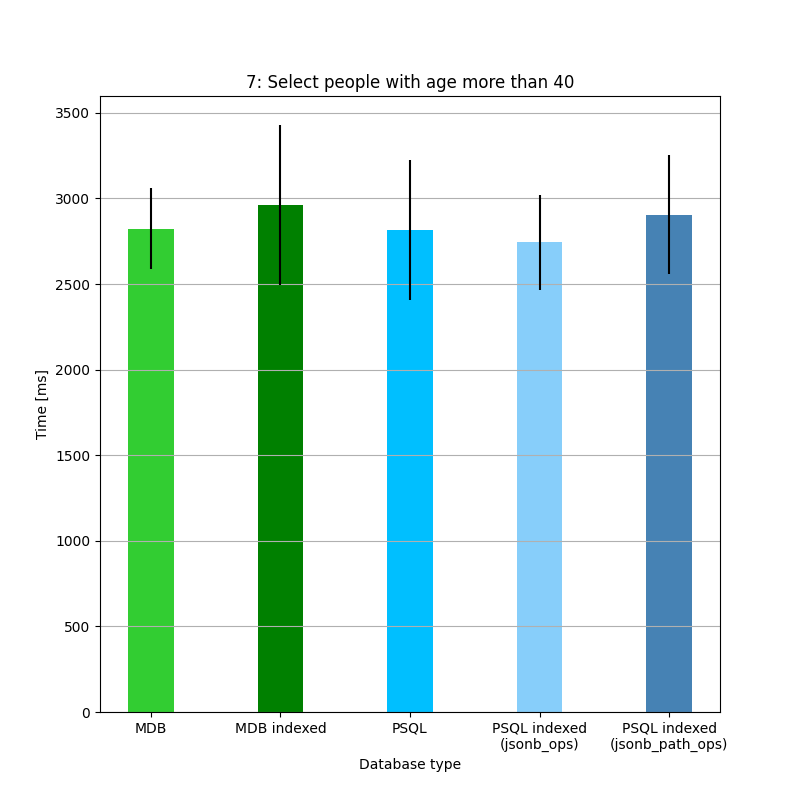 7: Select people with age more than 40
3500
3000
2500
2000
1500
1000
500
0
Time [ms]
MDB
MDB indexed
PSQL
PSQL indexed
(jsonb_ops)
PSQL indexed
(jsonb_path_ops)
Database type